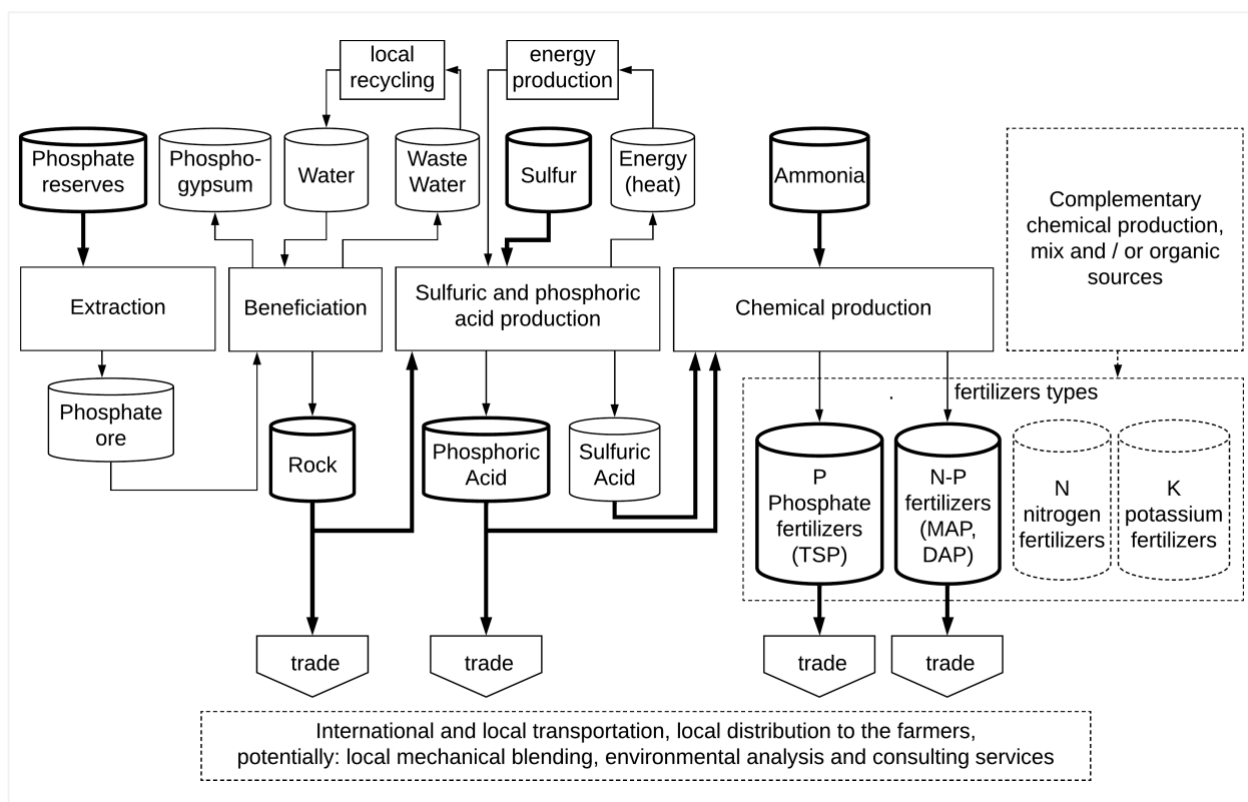 local
recycling
energy
production
Phosphate
reserves
Phospho-
gypsum
Water
Waste
Water
Sulfur
Energy
(heat)
Ammonia
Complementary
chemical production,
mix and / or organic
sources
Extraction
Beneficiation
Sulfuric and phosphoric
acid production
Chemical production
. fertilizers types
Phosphate
ore
Rock
Phosphoric
Acid
Sulfuric
Acid
P
Phosphate
fertilizers
(TSP)
N-P
fertilizers
(MAP,
DAP)
N
nitrogen
fertilizers
K
potassium
fertilizers
trade
trade
trade
trade
International and local transportation, local distribution to the farmers,
potentially: local mechanical blending, environmental analysis and consulting services